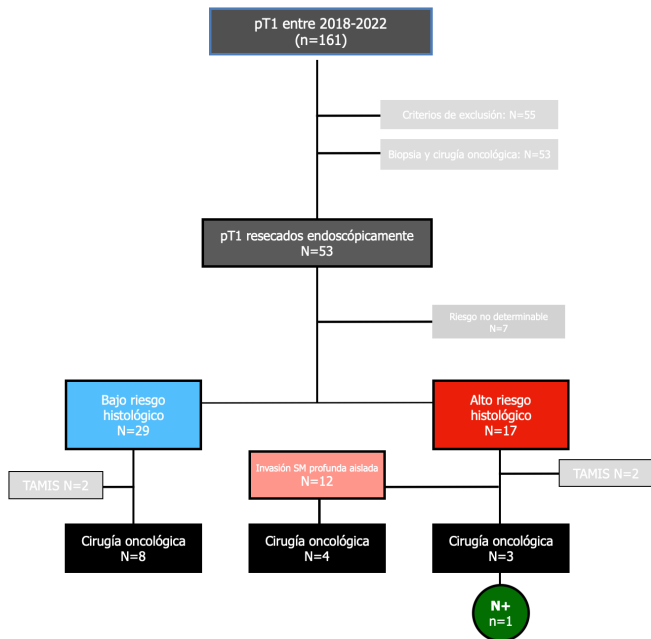 pT1 entre 2018-2022
(n=161)
Criterios de exclusión: N=55
Biopsia y cirugía oncológica: N=53
pT1 resecados endoscópicamente
N=53
Riesgo no determinable
N=7
Bajo riesgo
histológico
N=29
Alto riesgo
histológico
N=17
Invasión SM profunda aislada
N=12
TAMIS N=2
TAMIS N=2
Cirugía oncológica
N=8
Cirugía oncológica
N=4
Cirugía oncológica
N=3
N+
n=1